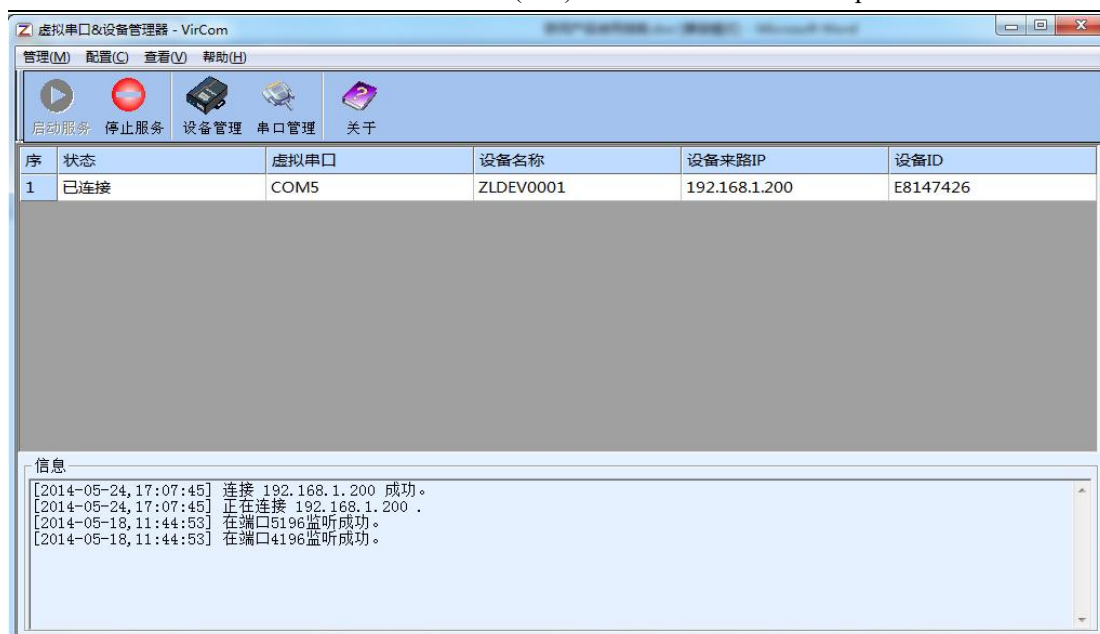 虚拟串口&设备管理器 - VirCom
管理(M) 配置(C) 查看(V) 帮助(H)
启动服务 停止服务 设备管理 串口管理 关于
序 状态 虚拟串口 设备名称 设备来路IP 设备ID
1 已连接 COM5 ZLDEV0001 192.168.1.200 E8147426
信息
[2014-05-24,17:07:45] 连接 192.168.1.200 成功。
[2014-05-24,17:07:45] 正在连接 192.168.1.200 .
[2014-05-18,11:44:53] 在端口5196监听成功。
[2014-05-18,11:44:53] 在端口4196监听成功。